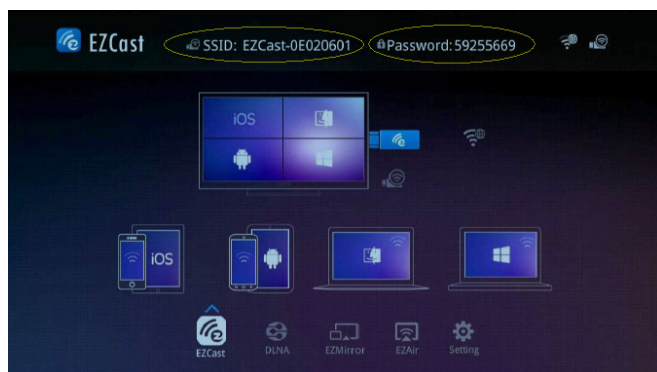 EZCast
SSID: EZCast-0E020601
Password: 59255669
iOS
iOS
EZCast
DLNA
EZMirror
EZAir
Setting